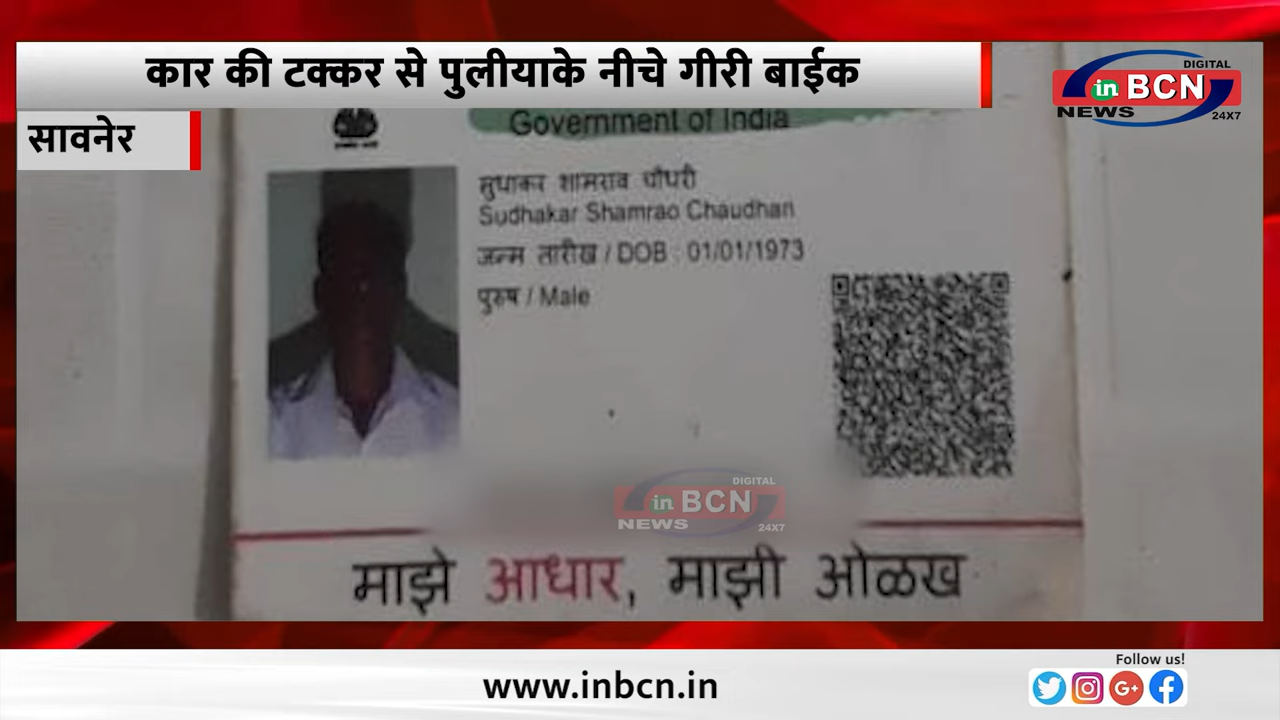 कार की टक्कर से पुलीयाके नीचे गीरी बाईक
DIGITAL
in BCN
NEWS 24X7
सावनेर
Government of India
सुधाकर शामराव चौधरी
Sudhakar Shamrao Chaudhari
जन्म तारीख / DOB : 01/01/1973
पुरुष / Male
DIGITAL
in BCN
NEWS 24X7
माझे आधार, माझी ओळख
Follow us!
www.inbcn.in